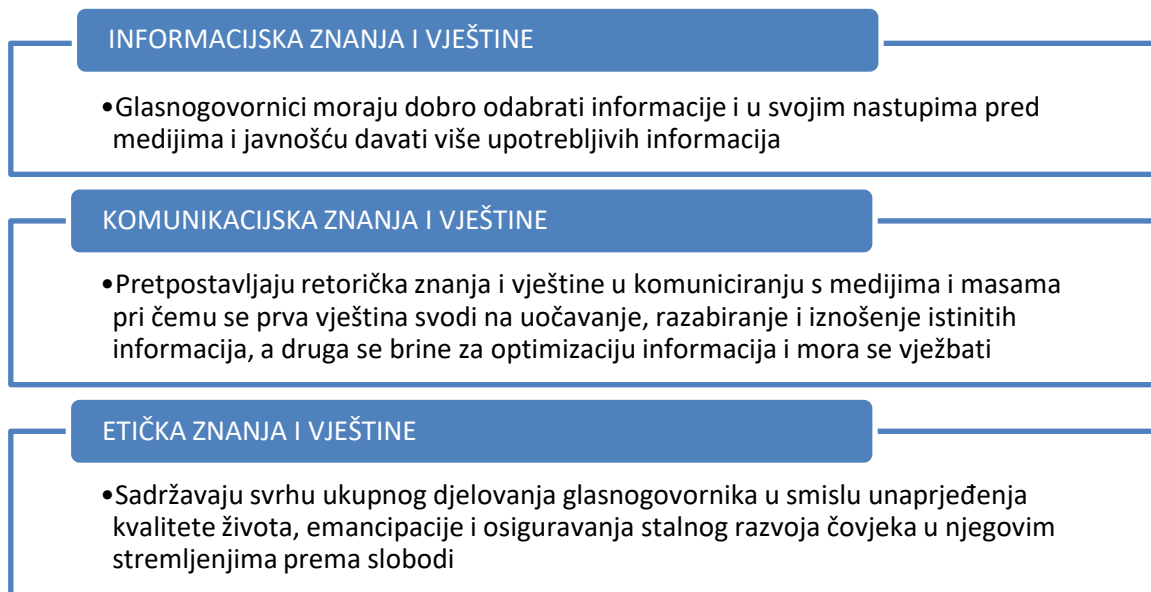 INFORMACIJSKA ZNANJA I VJEŠTINE
•Glasnogovornici moraju dobro odabrati informacije i u svojim nastupima pred
medijima i javnošću davati više upotrebljivih informacija
KOMUNIKACIJSKA ZNANJA I VJEŠTINE
•Pretpostavljaju retorička znanja i vještine u komuniciranju s medijima i masama
pri čemu se prva vještina svodi na uočavanje, razabiranje i iznošenje istinitih
informacija, a druga se brine za optimizaciju informacija i mora se vježbati
ETIČKA ZNANJA I VJEŠTINE
•Sadržavaju svrhu ukupnog djelovanja glasnogovornika u smislu unaprjeđenja
kvalitete života, emancipacije i osiguravanja stalnog razvoja čovjeka u njegovim
stremljenjima prema slobodi